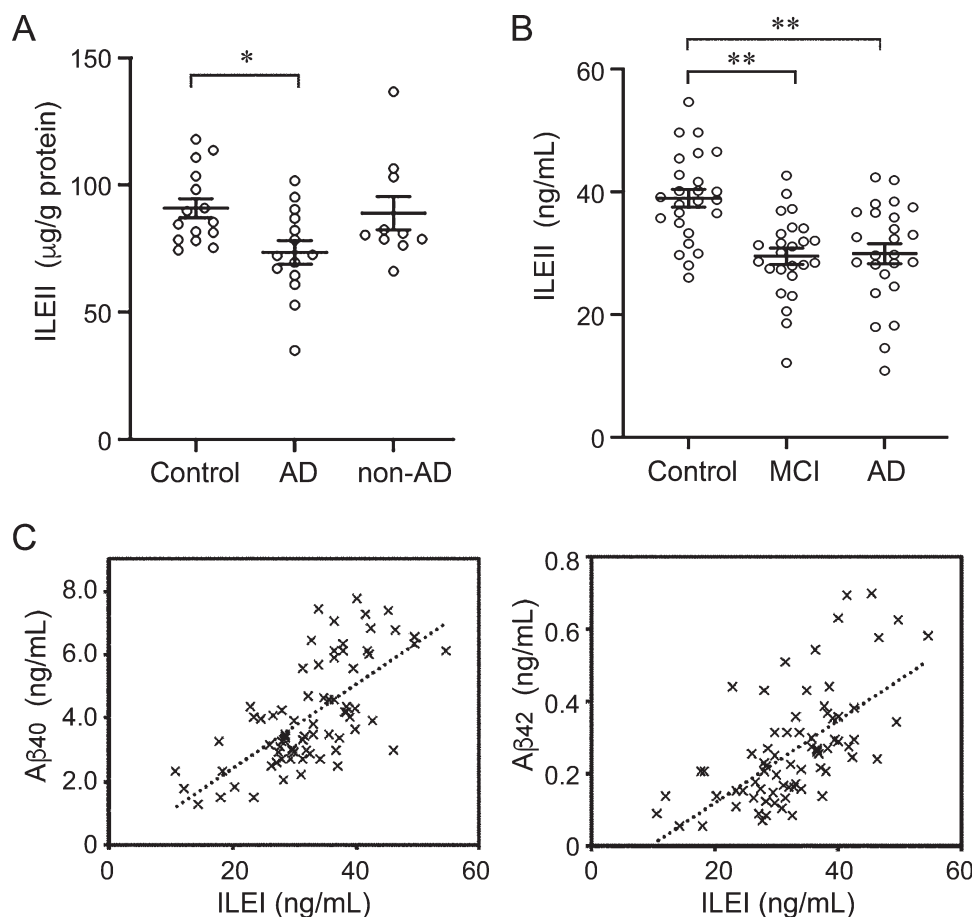 A
*
150
100
50
0
ILEII (μg/g protein)
Control AD non-AD
B
**
**
60
40
20
0
ILEII (ng/mL)
Control MCI AD
C
8.0
6.0
4.0
2.0
0
Aβ40 (ng/mL)
0 20 40 60
ILEI (ng/mL)
0.8
0.6
0.4
0.2
0
Aβ42 (ng/mL)
0 20 40 60
ILEI (ng/mL)